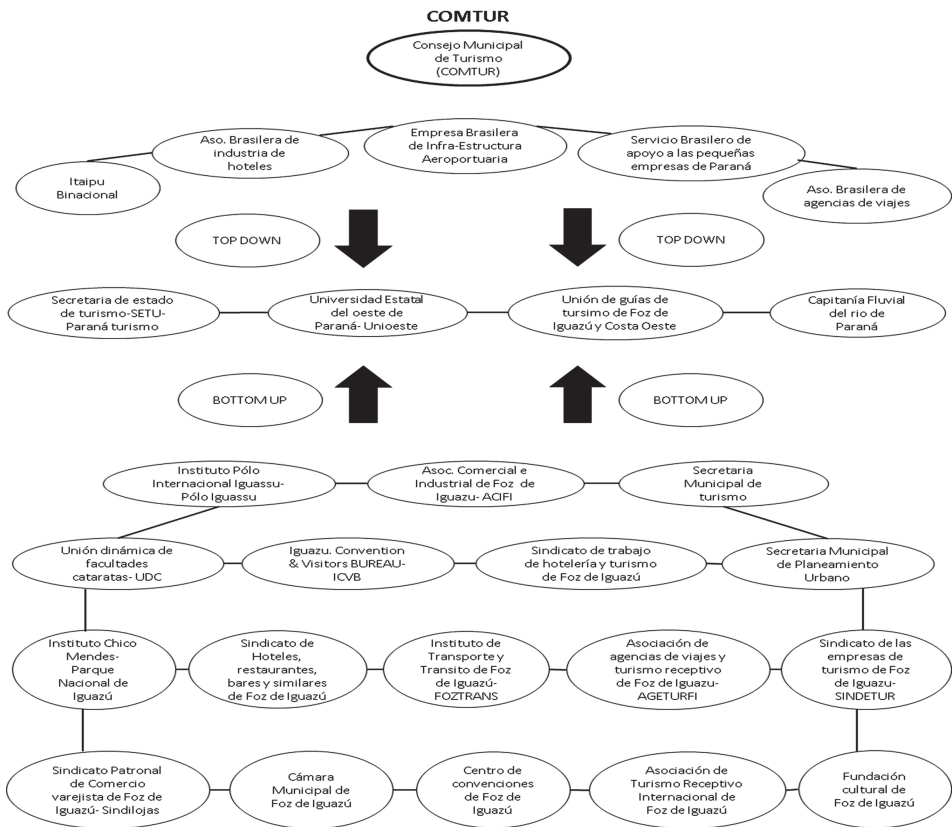 COMTUR
Consejo Municipal
de Turismo
(COMTUR)
Itaipu
Binacional
Aso. Brasilera de
industria de
hoteles
Empresa Brasilera
de Infra-Estructura
Aeroportuaria
Servicio Brasilero de
apoyo a las pequeñas
empresas de Paraná
Aso. Brasilera de
agencias de viajes
TOP DOWN
TOP DOWN
Secretaria de estado
de turismo-SETU-
Paraná turismo
Universidad Estatal
del oeste de
Paraná- Unioeste
Unión de guías de
tursimo de Foz de
Iguazú y Costa Oeste
Capitanía Fluvial
del rio de
Paraná
BOTTOM UP
BOTTOM UP
Instituto Pólo
Internacional Iguassu-
Pólo Iguassu
Asoc. Comercial e
Industrial de Foz de
Iguazu- ACIFI
Secretaria
Municipal de
turismo
Unión dinámica de
facultades
cataratas- UDC
Iguazu. Convention
& Visitors BUREAU-
ICVB
Sindicato de trabajo
de hotelería y turismo
de Foz de Iguazú
Secretaria Municipal
de Planeamiento
Urbano
Instituto Chico
Mendes-
Parque
Nacional de
Iguazú
Sindicato de
Hoteles,
restaurantes,
bares y similares
de Foz de Iguazú
Instituto de
Transporte y
Transito de Foz
de Iguazú-
FOZTRANS
Asociación de
agencias de viajes y
turismo receptivo
de Foz de Iguazu-
AGETURFI
Sindicato de las
empresas de
turismo de Foz
de Iguazu-
SINDETUR
Sindicato Patronal
de Comercio
varejista de Foz de
Iguazú- Sindilojas
Cámara
Municipal de
Foz de Iguazú
Centro de
convenciones de
Foz de
Iguazú
Asociación de
Turismo Receptivo
Internacional de
Foz de Iguazú
Fundación
cultural de
Foz de Iguazú